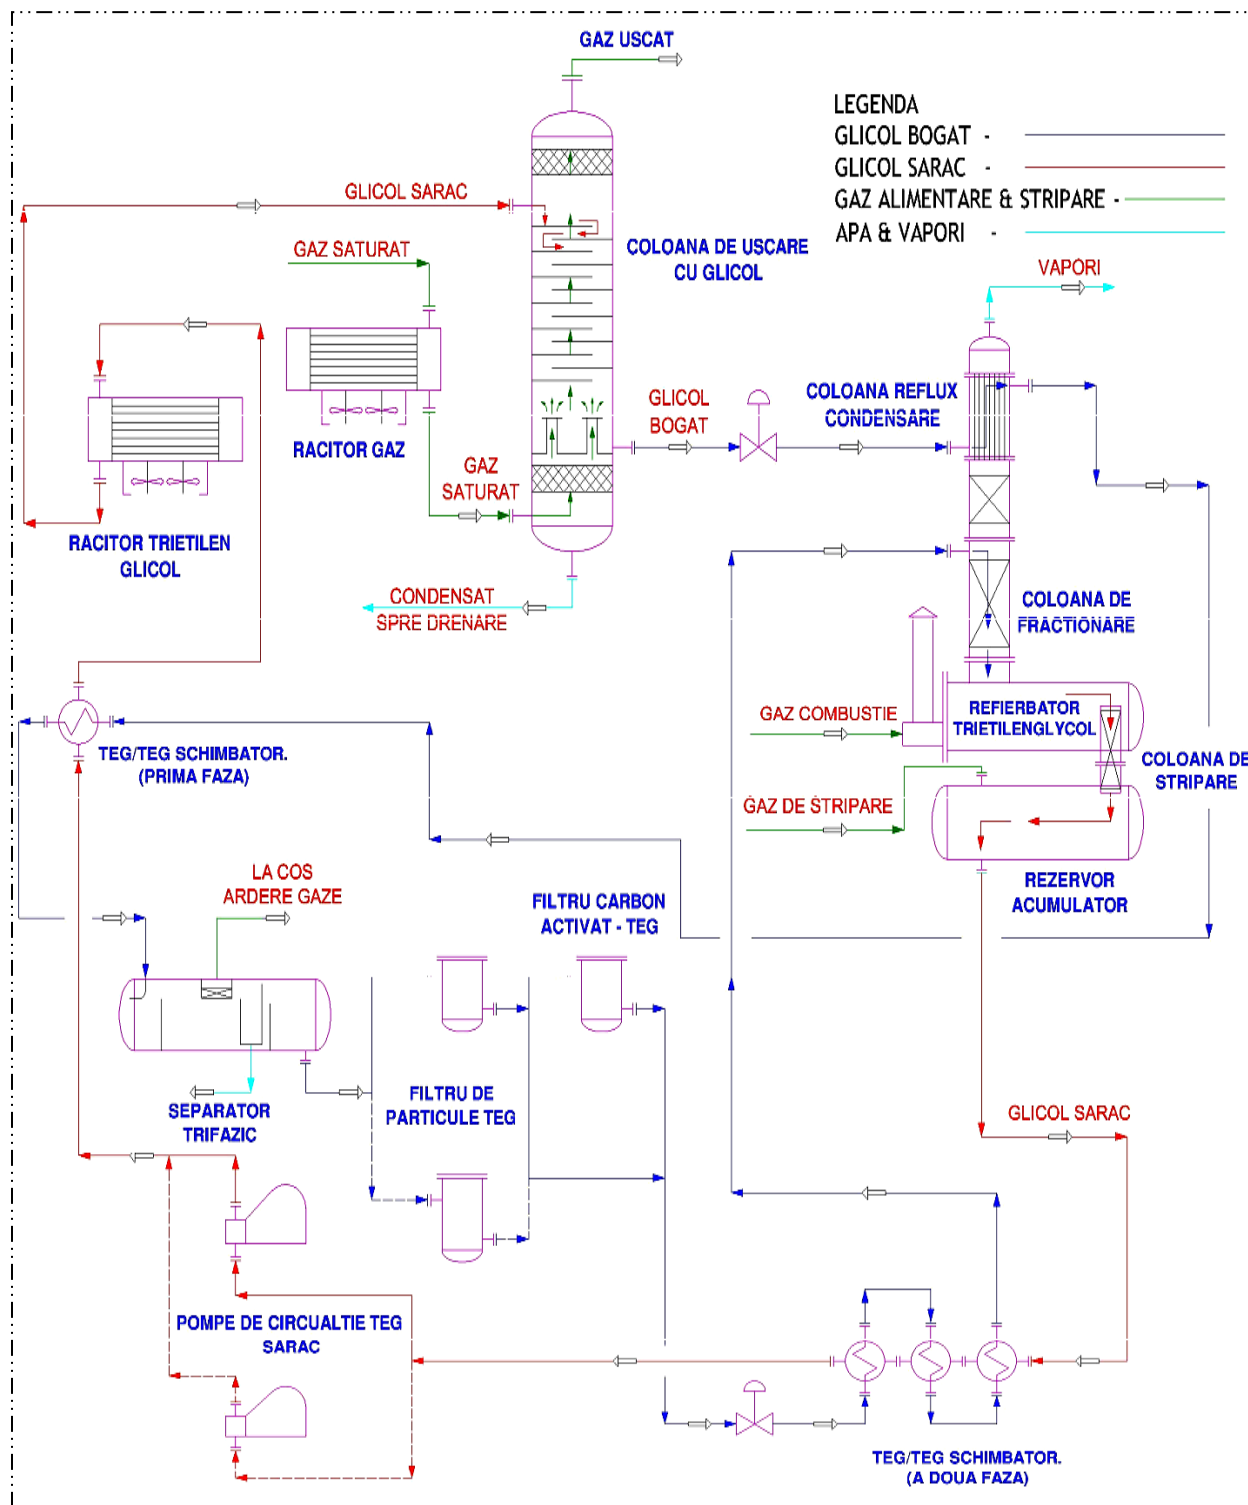 GAZ USCAT
LEGENDA
GLICOL BOGAT -
GLICOL SARAC -
GAZ ALIMENTARE & STRIPARE -
APA & VAPORI -
GLICOL SARAC
GAZ SATURAT
COLOANA DE USCARE
CU GLICOL
VAPORI
GLICOL
BOGAT
COLOANA REFLUX
CONDENSARE
RACITOR GAZ
GAZ
SATURAT
RACITOR TRIETILEN
GLICOL
CONDENSAT
SPRE DRENARE
COLOANA DE
FRACTIONARE
GAZ COMBUSTIE
REFIERBATOR
TRIETILENGLYCOL
TEG/TEG SCHIMBATOR.
(PRIMA FAZA)
COLOANA DE
STRIPARE
GAZ DE STRIPARE
LA COS
ARDERE GAZE
FILTRU CARBON
ACTIVAT - TEG
REZERVOR
ACUMULATOR
FILTRU DE
PARTICULE TEG
SEPARATOR
TRIFAZIC
GLICOL SARAC
POMPE DE CIRCUALTIE TEG
SARAC
TEG/TEG SCHIMBATOR.
(A DOUA FAZA)